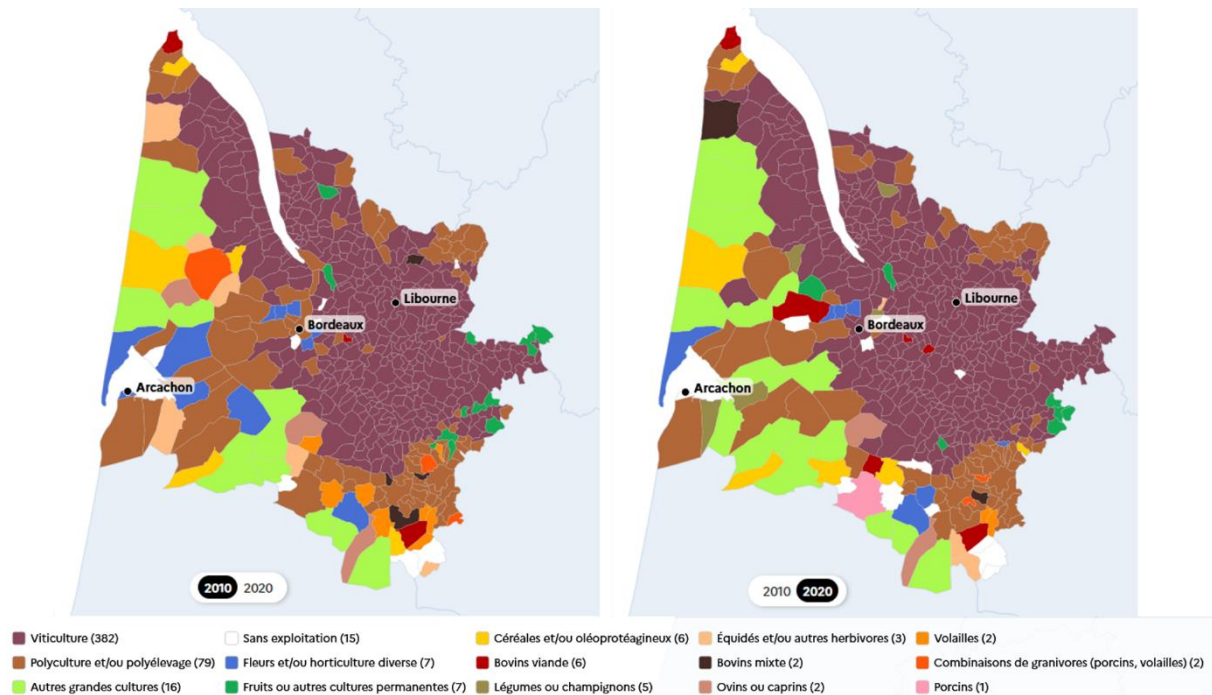 Libourne
Bordeaux
Arcachon
2010 2020
Libourne
Bordeaux
Arcachon
2010 2020
Viticulture (382)
Sans exploitation (15)
Céréales et/ou oléoprotéagineux (6)
Équidés et/ou autres herbivores (3)
Volailles (2)
Polyculture et/ou polyélevage (79)
Fleurs et/ou horticulture diverse (7)
Bovins viande (6)
Bovins mixte (2)
Combinaisons de granivores (porcins, volailles) (2)
Autres grandes cultures (16)
Fruits ou autres cultures permanentes (7)
Légumes ou champignons (5)
Ovins ou caprins (2)
Porcins (1)